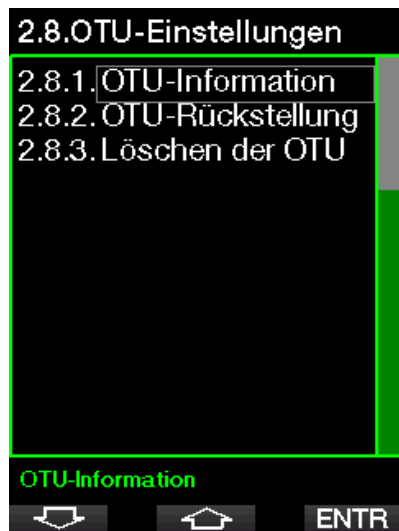 2.8.OTU-Einstellungen
2.8.1. OTU-Information
2.8.2. OTU-Rückstellung
2.8.3. Löschen der OTU
OTU-Information
ENTR